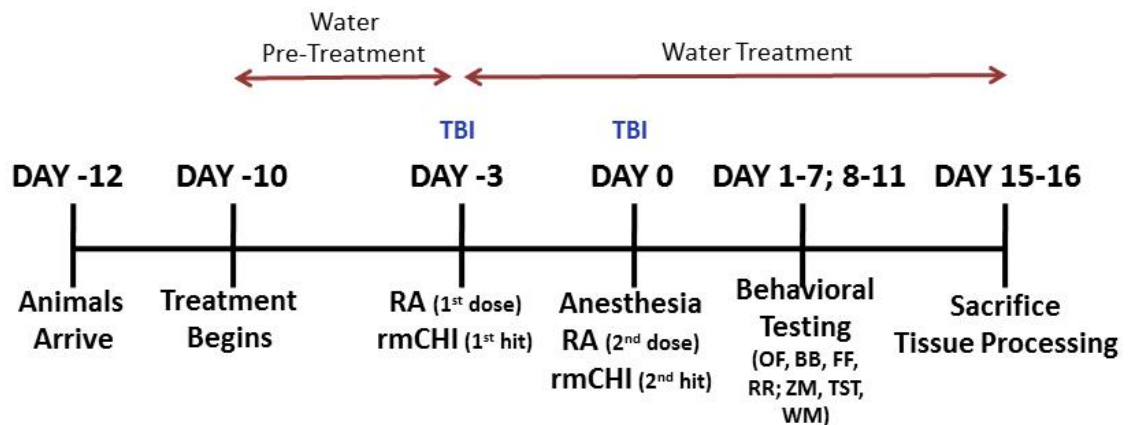 Water
Pre-Treatment
Water Treatment
TBI
TBI
DAY -12
DAY -10
DAY -3
DAY 0
DAY 1-7; 8-11
DAY 15-16
Animals
Arrive
Treatment
Begins
RA (1st dose)
rmCHI (1st hit)
Anesthesia
RA (2nd dose)
rmCHI (2nd hit)
Behavioral
Testing
(OF, BB, FF,
RR; ZM, TST,
WM)
Sacrifice
Tissue Processing